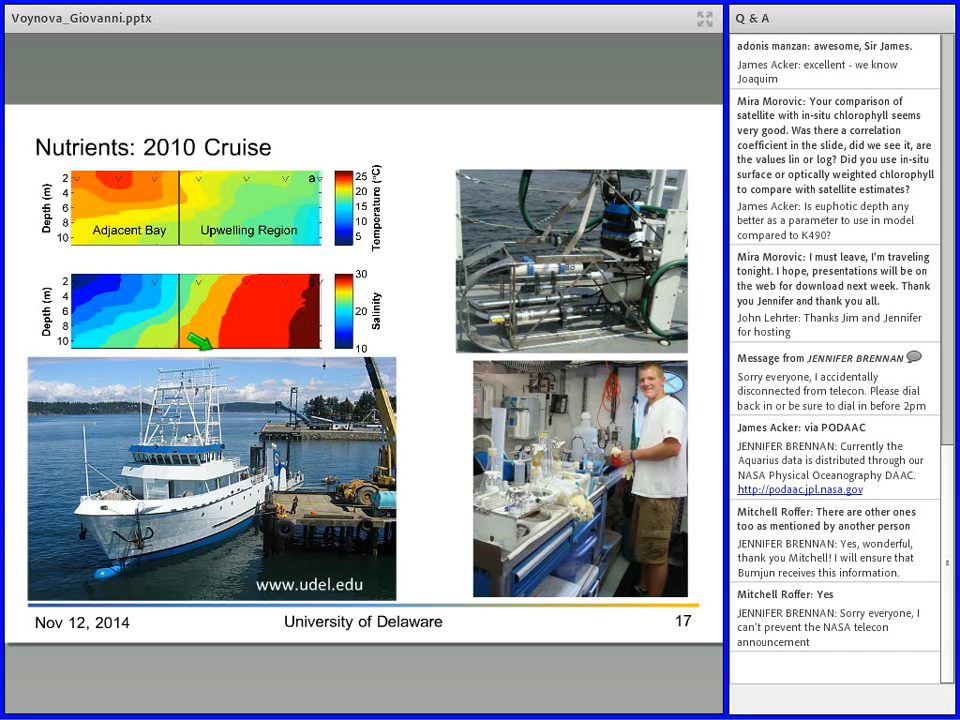 Voynova_Giovanni.pptx
Nutrients: 2010 Cruise
2
4
6
8
10
Depth (m)
Adjacent Bay
Upwelling Region
a
25
20
15
10
5
Temperature (°C)
2
4
6
8
10
Depth (m)
30
20
10
Salinity
www.udel.edu
Nov 12, 2014
University of Delaware
17
Q & A
adonis manzan: awesome, Sir James.
James Acker: excellent - we know
Joaquim
Mira Morovic: Your comparison of
satellite with in-situ chlorophyll seems
very good. Was there a correlation
coefficient in the slide, did we see it, are
the values lin or log? Did you use in-situ
surface or optically weighted chlorophyll
to compare with satellite estimates?
James Acker: Is euphotic depth any
better as a parameter to use in model
compared to K490?
Mira Morovic: I must leave, I'm traveling
tonight. I hope, presentations will be on
the web for download next week. Thank
you Jennifer and thank you all.
John Lehrter: Thanks Jim and Jennifer
for hosting
Message from JENNIFER BRENNAN
Sorry everyone, I accidentally
disconnected from telecon. Please dial
back in or be sure to dial in before 2pm
James Acker: via PODAAC
JENNIFER BRENNAN: Currently the
Aquarius data is distributed through our
NASA Physical Oceanography DAAC.
http://podaac.jpl.nasa.gov
Mitchell Roffer: There are other ones
too as mentioned by another person
JENNIFER BRENNAN: Yes, wonderful,
thank you Mitchell! I will ensure that
Bumjun receives this information.
Mitchell Roffer: Yes
JENNIFER BRENNAN: Sorry everyone, I
can't prevent the NASA telecon
announcement